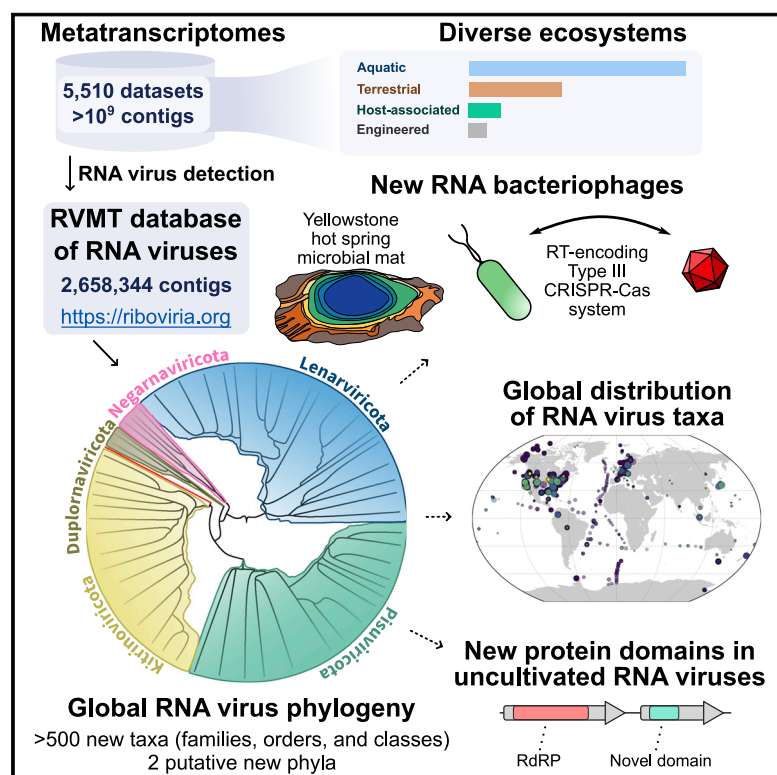 Metatranscriptomes
5,510 datasets
>10⁹ contigs
Diverse ecosystems
Aquatic
Terrestrial
Host-associated
Engineered
RNA virus detection
RVMT database
of RNA viruses
2,658,344 contigs
https://riboviria.org
New RNA bacteriophages
Yellowstone
hot spring
microbial mat
RT-encoding
Type III
CRISPR-Cas
system
Negarnaviricota
Lenarviricota
Duplornaviricota
Kitrinoviricota
Pisuviricota
Global distribution
of RNA virus taxa
Global RNA virus phylogeny
>500 new taxa (families, orders, and classes)
2 putative new phyla
New protein domains in
uncultivated RNA viruses
RdRP
Novel domain